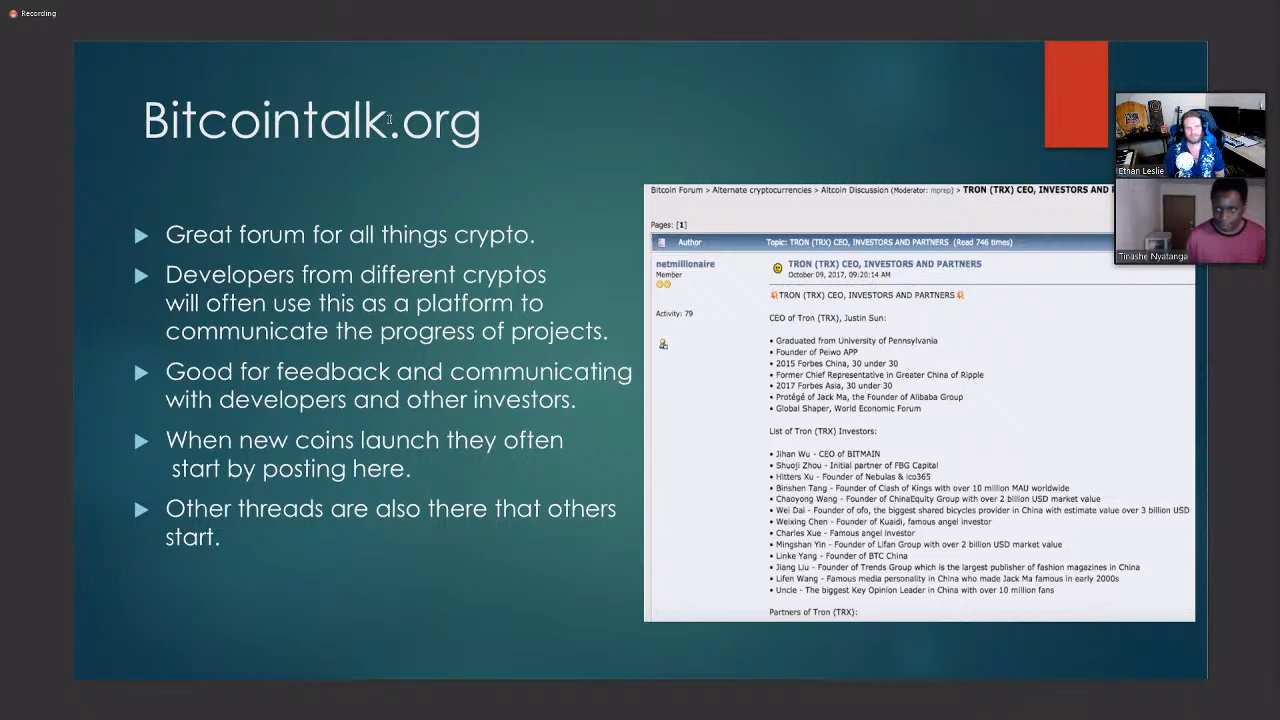 Recording
Bitcointalk.org
Great forum for all things crypto.
Developers from different cryptos
will often use this as a platform to
communicate the progress of projects.
Good for feedback and communicating
with developers and other investors.
When new coins launch they often
start by posting here.
Other threads are also there that others
start.
Bitcoin Forum > Alternate cryptocurrencies > Altcoin Discussion (Moderator: mprep) > TRON (TRX) CEO, INVESTORS AND P
Pages: [1]
Author Topic: TRON (TRX) CEO, INVESTORS AND PARTNERS (Read 746 times)
netmillionaire
Member
Activity: 79
TRON (TRX) CEO, INVESTORS AND PARTNERS
October 09, 2017, 09:20:14 AM
TRON (TRX) CEO, INVESTORS AND PARTNERS
CEO of Tron (TRX), Justin Sun:
• Graduated from University of Pennsylvania
• Founder of Peiwo APP
• 2015 Forbes China, 30 under 30
• Former Chief Representative in Greater China of Ripple
• 2017 Forbes Asia, 30 under 30
• Protégé of Jack Ma, the Founder of Alibaba Group
• Global Shaper, World Economic Forum
List of Tron (TRX) Investors:
• Jihan Wu - CEO of BITMAIN
• Shuoji Zhou - Initial partner of FBG Capital
• Hitters Xu - Founder of Nebulas & ico365
• Binshen Tang - Founder of Clash of Kings with over 10 million MAU worldwide
• Chaoyong Wang - Founder of ChinaEquity Group with over 2 billion USD market value
• Wei Dai - Founder of ofo, the biggest shared bicycles provider in China with estimate value over 3 billion USD
• Weixing Chen - Founder of Kuaidi, famous angel investor
• Charles Xue - Famous angel investor
• Mingshan Yin - Founder of Lifan Group with over 2 billion USD market value
• Linke Yang - Founder of BTC China
• Jiang Liu - Founder of Trends Group which is the largest publisher of fashion magazines in China
• Lifen Wang - Famous media personality in China who made Jack Ma famous in early 2000s
• Uncle - The biggest Key Opinion Leader in China with over 10 million fans
Partners of Tron (TRX):
Ethan Leslie
Tinashe Nyatanga